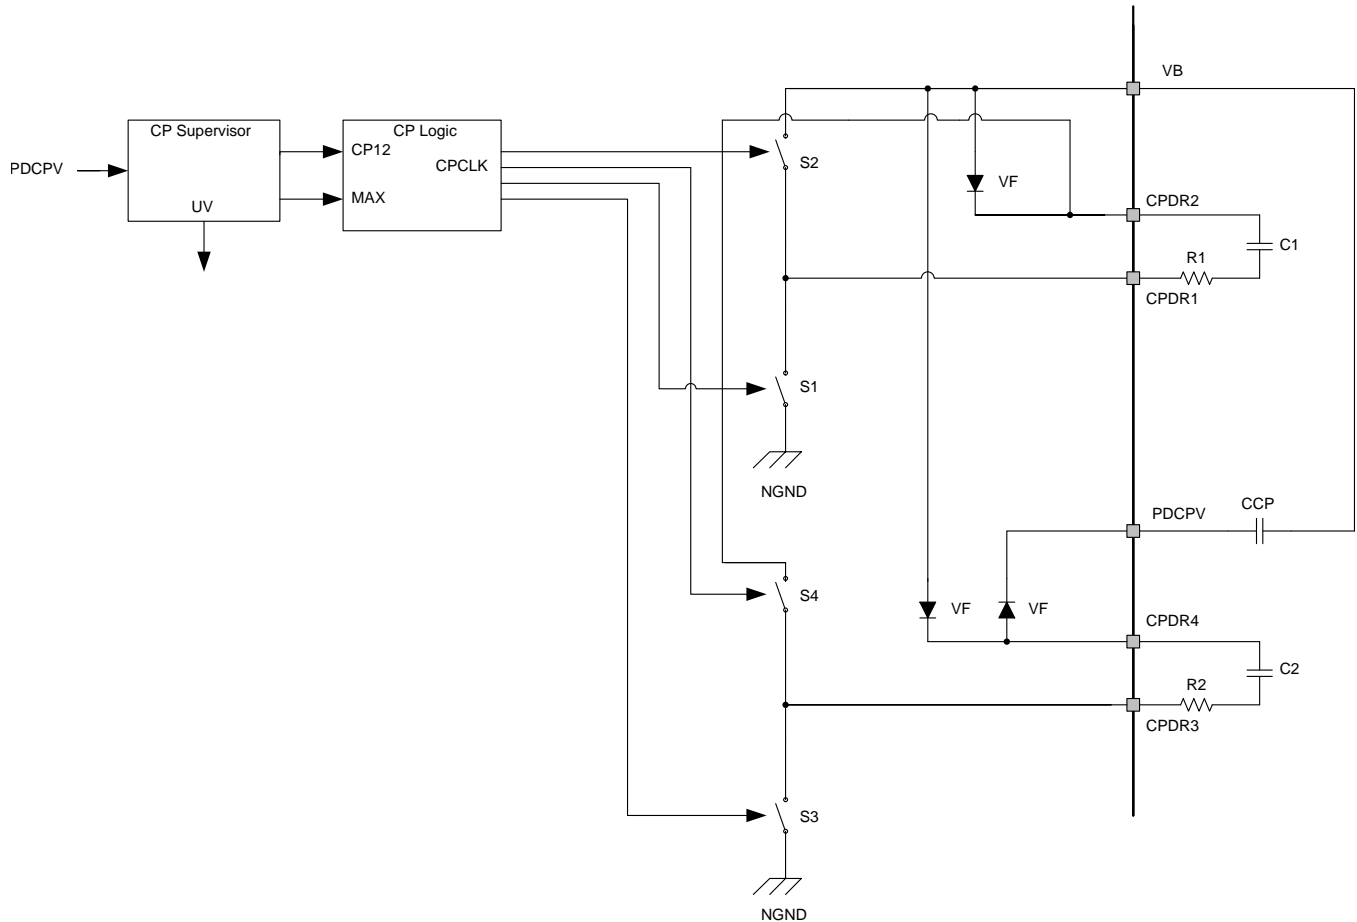 VB
CP Supervisor
CP Logic
CP12
CPCLK
PDCPV
S2
VF
MAX
UV
CPDR2
C1
R1
CPDR1
S1
NGND
PDCPV
CCP
S4
VF
VF
CPDR4
C2
R2
CPDR3
S3
NGND